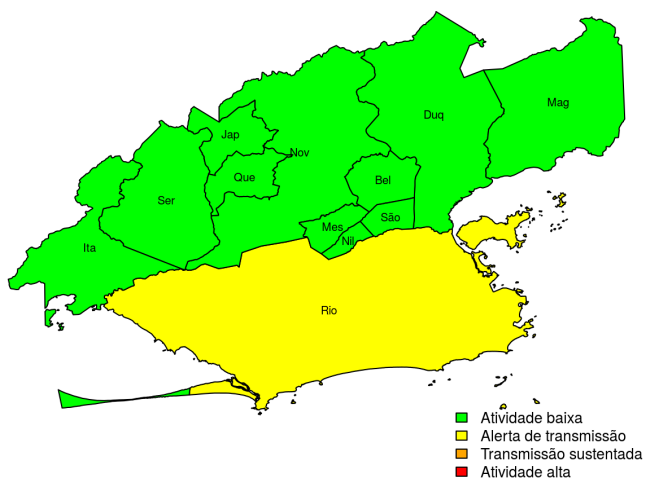 Mag
Duq
Jap
Nov
Que
Bel
Ser
São
Mes
Nil
Ita
Rio
Atividade baixa
Alerta de transmissão
Transmissão sustentada
Atividade alta